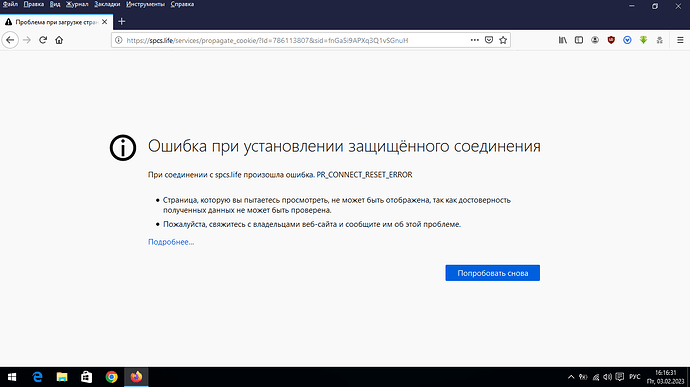 Файл Правка Вид Журнал Закладки Инструменты Справка
Проблема при загрузке стран
https://spcs.life/services/propagate_cookie/?id=786113807&sid=fnGa5i9APXq3Q1vSGnuH
Ошибка при установлении защищённого соединения
При соединении с spcs.life произошла ошибка. PR_CONNECT_RESET_ERROR
Страница, которую вы пытаетесь просмотреть, не может быть отображена, так как достоверность
полученных данных не может быть проверена.
Пожалуйста, свяжитесь с владельцами веб-сайта и сообщите им об этой проблеме.
Подробнее...
Попробовать снова
РУС
16:16:31
Пт, 03.02.2023